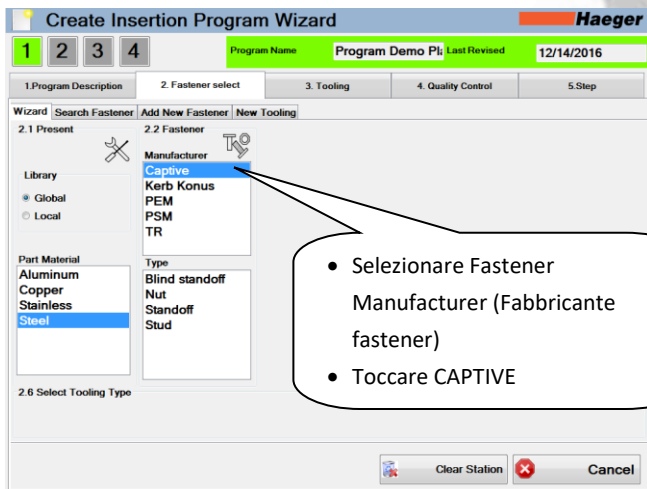 Create Insertion Program Wizard
Haeger
1 2 3 4
Program Name
Program Demo Pl
Last Revised
12/14/2016
1.Program Description
2. Fastener select
3. Tooling
4. Quality Control
5.Step
Wizard
Search Fastener
Add New Fastener
New Tooling
2.1 Present
2.2 Fastener
Library
Global
Local
Manufacturer
Captive
Kerb Konus
PEM
PSM
TR
Part Material
Aluminum
Copper
Stainless
Steel
Type
Blind standoff
Nut
Standoff
Stud
• Selezionare Fastener
Manufacturer (Fabbricante
fastener)
• Toccare CAPTIVE
2.6 Select Tooling Type
Clear Station
Cancel